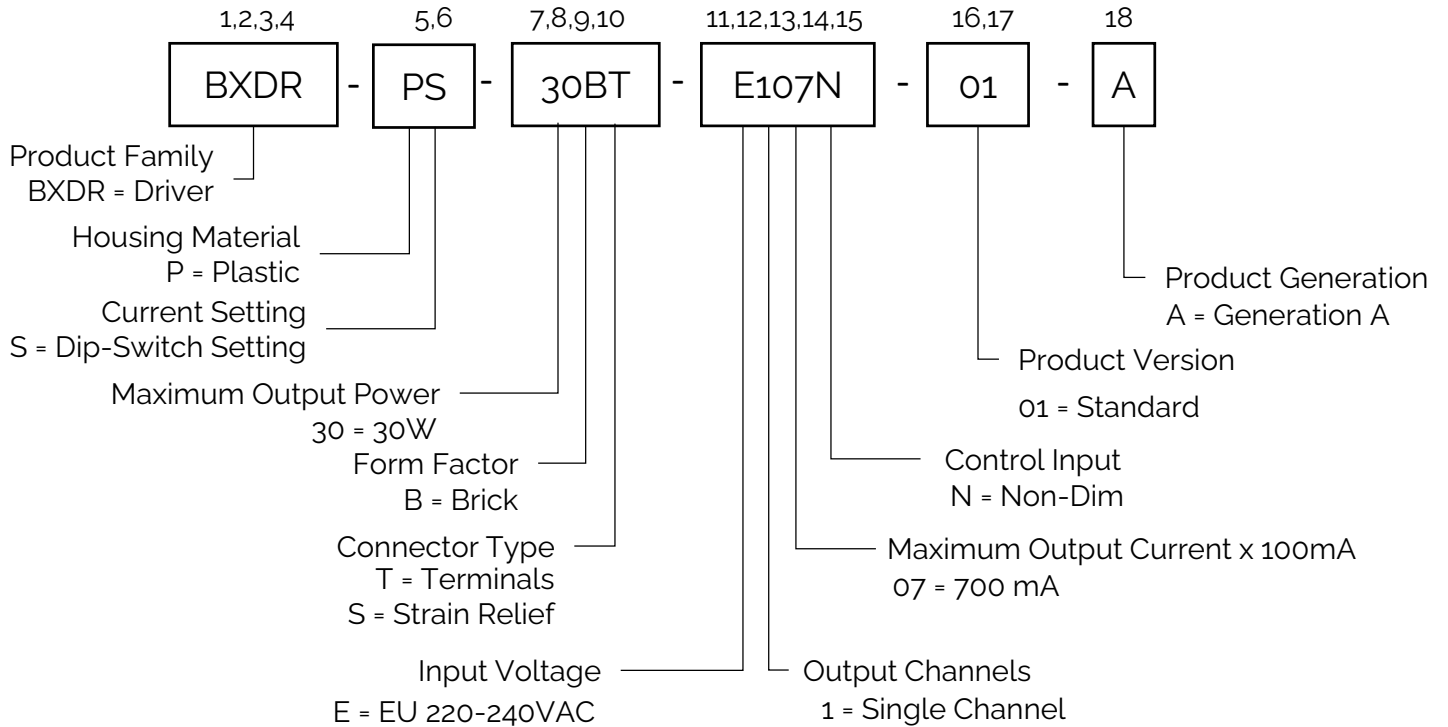 1,2,3,4 5,6 7,8,9,10 11,12,13,14,15 16,17 18
BXDR - PS - 30BT - E107N - 01 - A
Product Family
BXDR = Driver
Housing Material
P = Plastic
Current Setting
S = Dip-Switch Setting
Maximum Output Power
30 = 30W
Form Factor
B = Brick
Connector Type
T = Terminals
S = Strain Relief
Input Voltage
E = EU 220-240VAC
Output Channels
1 = Single Channel
Maximum Output Current x 100mA
07 = 700 mA
Control Input
N = Non-Dim
Product Version
01 = Standard
Product Generation
A = Generation A